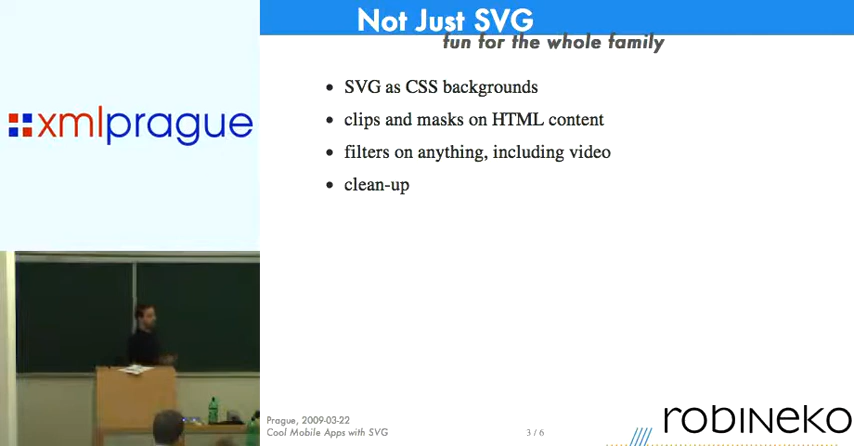 Not Just SVG
fun for the whole family
xmlprague
• SVG as CSS backgrounds
• clips and masks on HTML content
• filters on anything, including video
• clean-up
Prague, 2009-03-22
Cool Mobile Apps with SVG
3 / 6
robineko